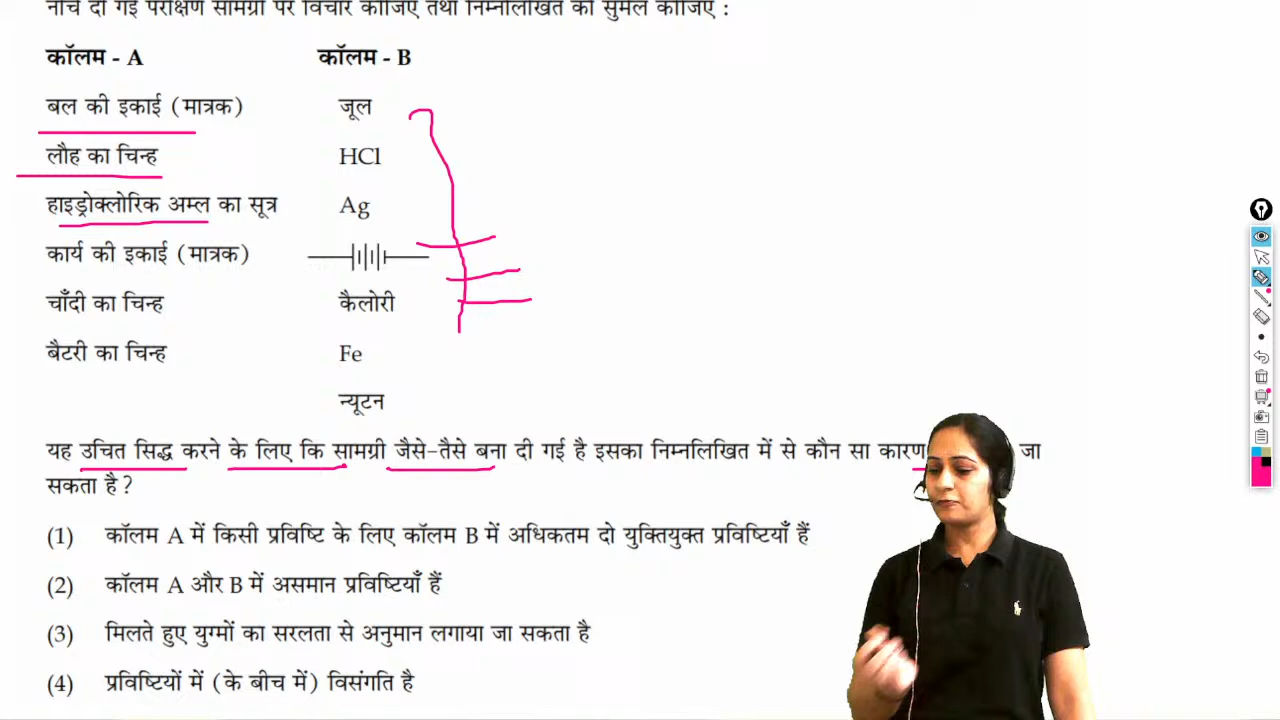 नीचे दी गई परीक्षण सामग्री पर विचार कीजिए तथा निम्नलिखित को सुमेल कीजिए :
कॉलम - A कॉलम - B
बल की इकाई (मात्रक) जूल
लौह का चिन्ह HCl
हाइड्रोक्लोरिक अम्ल का सूत्र Ag
कार्य की इकाई (मात्रक)
चाँदी का चिन्ह कैलोरी
बैटरी का चिन्ह Fe
न्यूटन
यह उचित सिद्ध करने के लिए कि सामग्री जैसे-तैसे बना दी गई है इसका निम्नलिखित में से कौन सा कारण जा
सकता है?
(1) कॉलम A में किसी प्रविष्टि के लिए कॉलम B में अधिकतम दो युक्तियुक्त प्रविष्टियाँ हैं
(2) कॉलम A और B में असमान प्रविष्टियाँ हैं
(3) मिलते हुए युग्मों का सरलता से अनुमान लगाया जा सकता है
(4) प्रविष्टियों में (के बीच में) विसंगति है